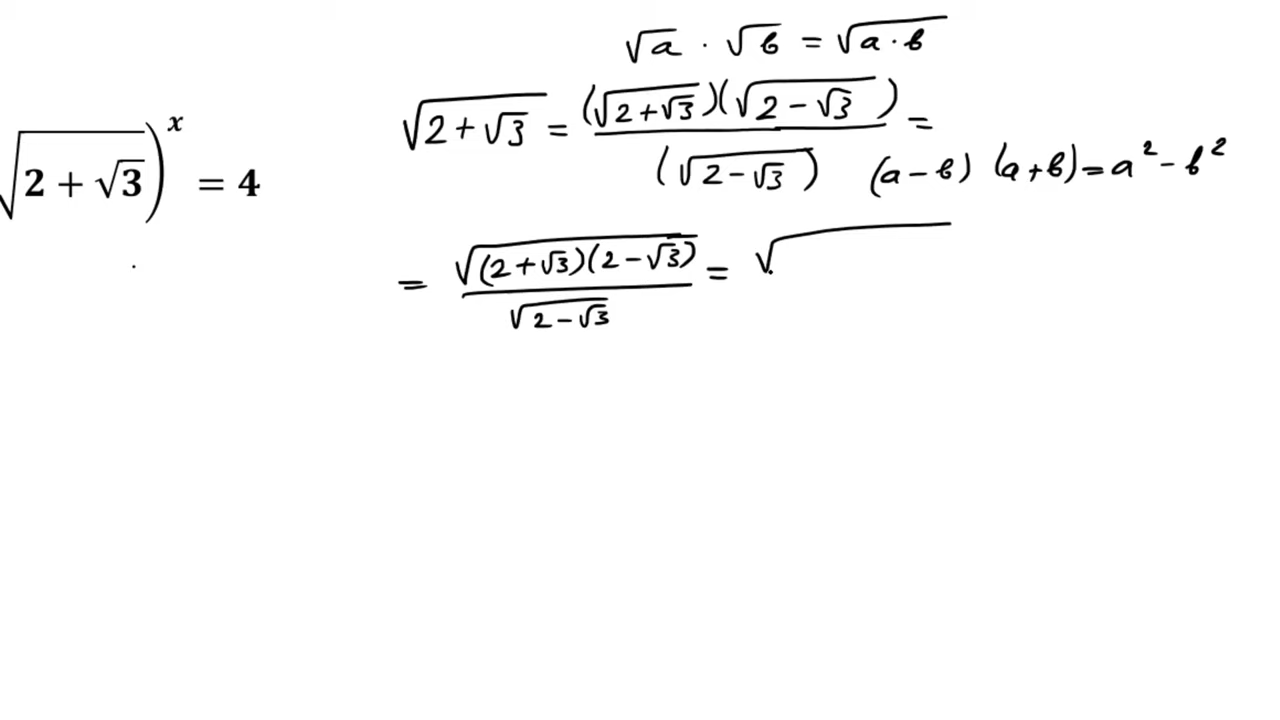 √a · √b = √a·b
√2+√3 = (√2+√3)(√2-√3) / (√2-√3) =
(a-b)(a+b)=a²-b²
√2 + √3)^x = 4
= √(2+√3)(2-√3) / √2-√3 = √